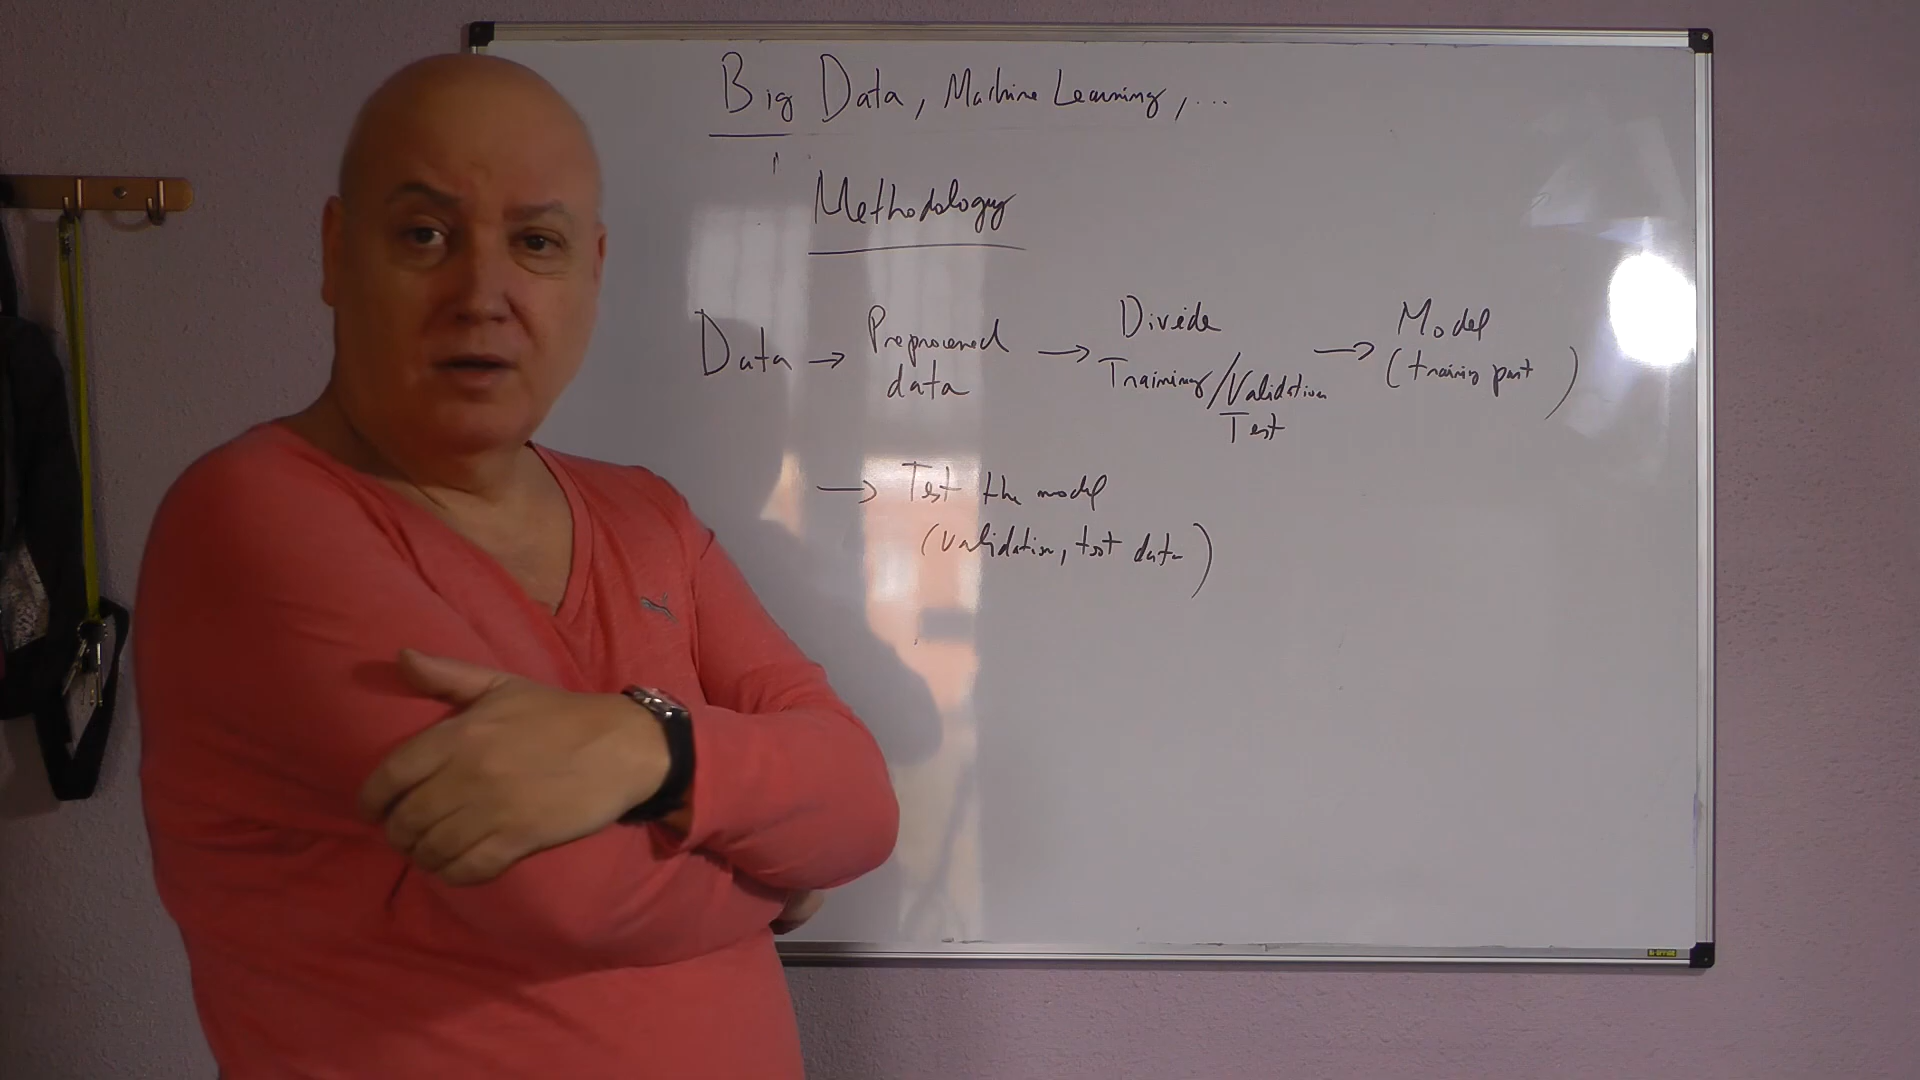 Big Data, Machine Learning, ...
Methodology
Data → Preprocessed data → Divide Training/Validation Test → Model (training part)
→ Test the model
(validation, test data)